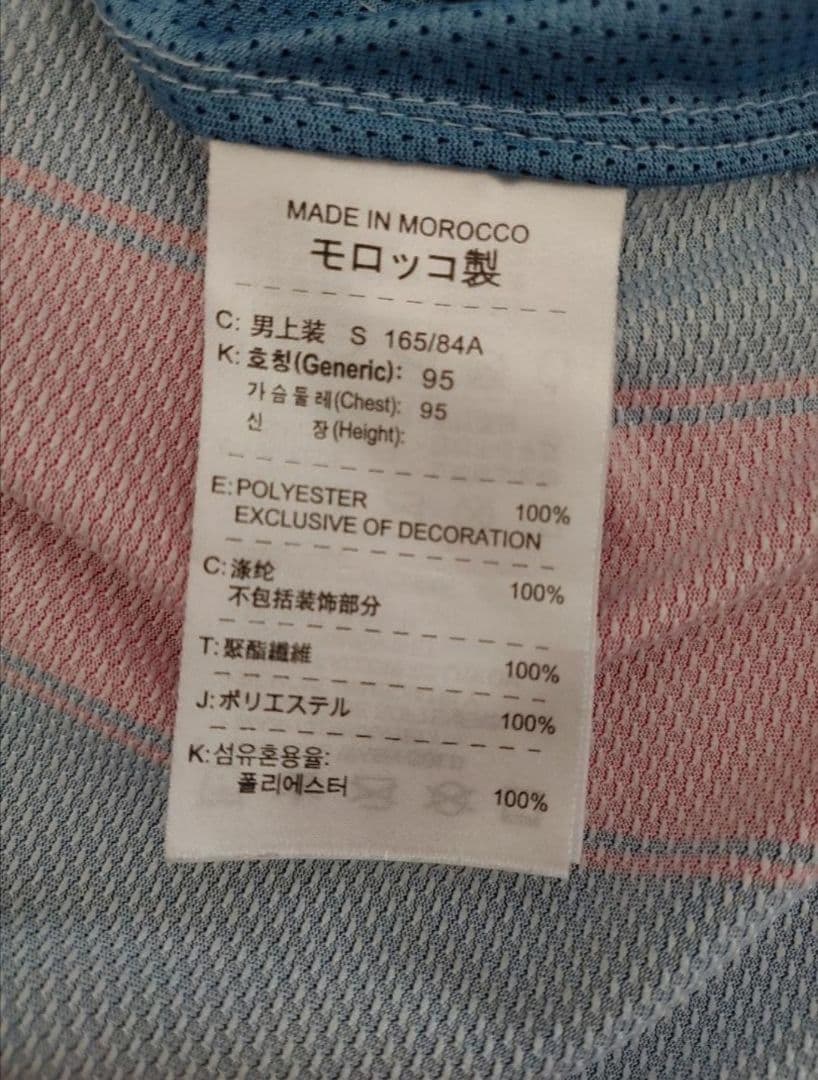 MADE IN MOROCCO
モロッコ製
C: 男上装 S 165/84A
K: 호칭(Generic): 95
가슴둘레(Chest): 95
신 장(Height):
E: POLYESTER 100%
EXCLUSIVE OF DECORATION
C: 涤纶 100%
不包括装饰部分
T: 聚酯纖維 100%
J: ポリエステル 100%
K: 섬유혼용율:
폴리에스터 100%